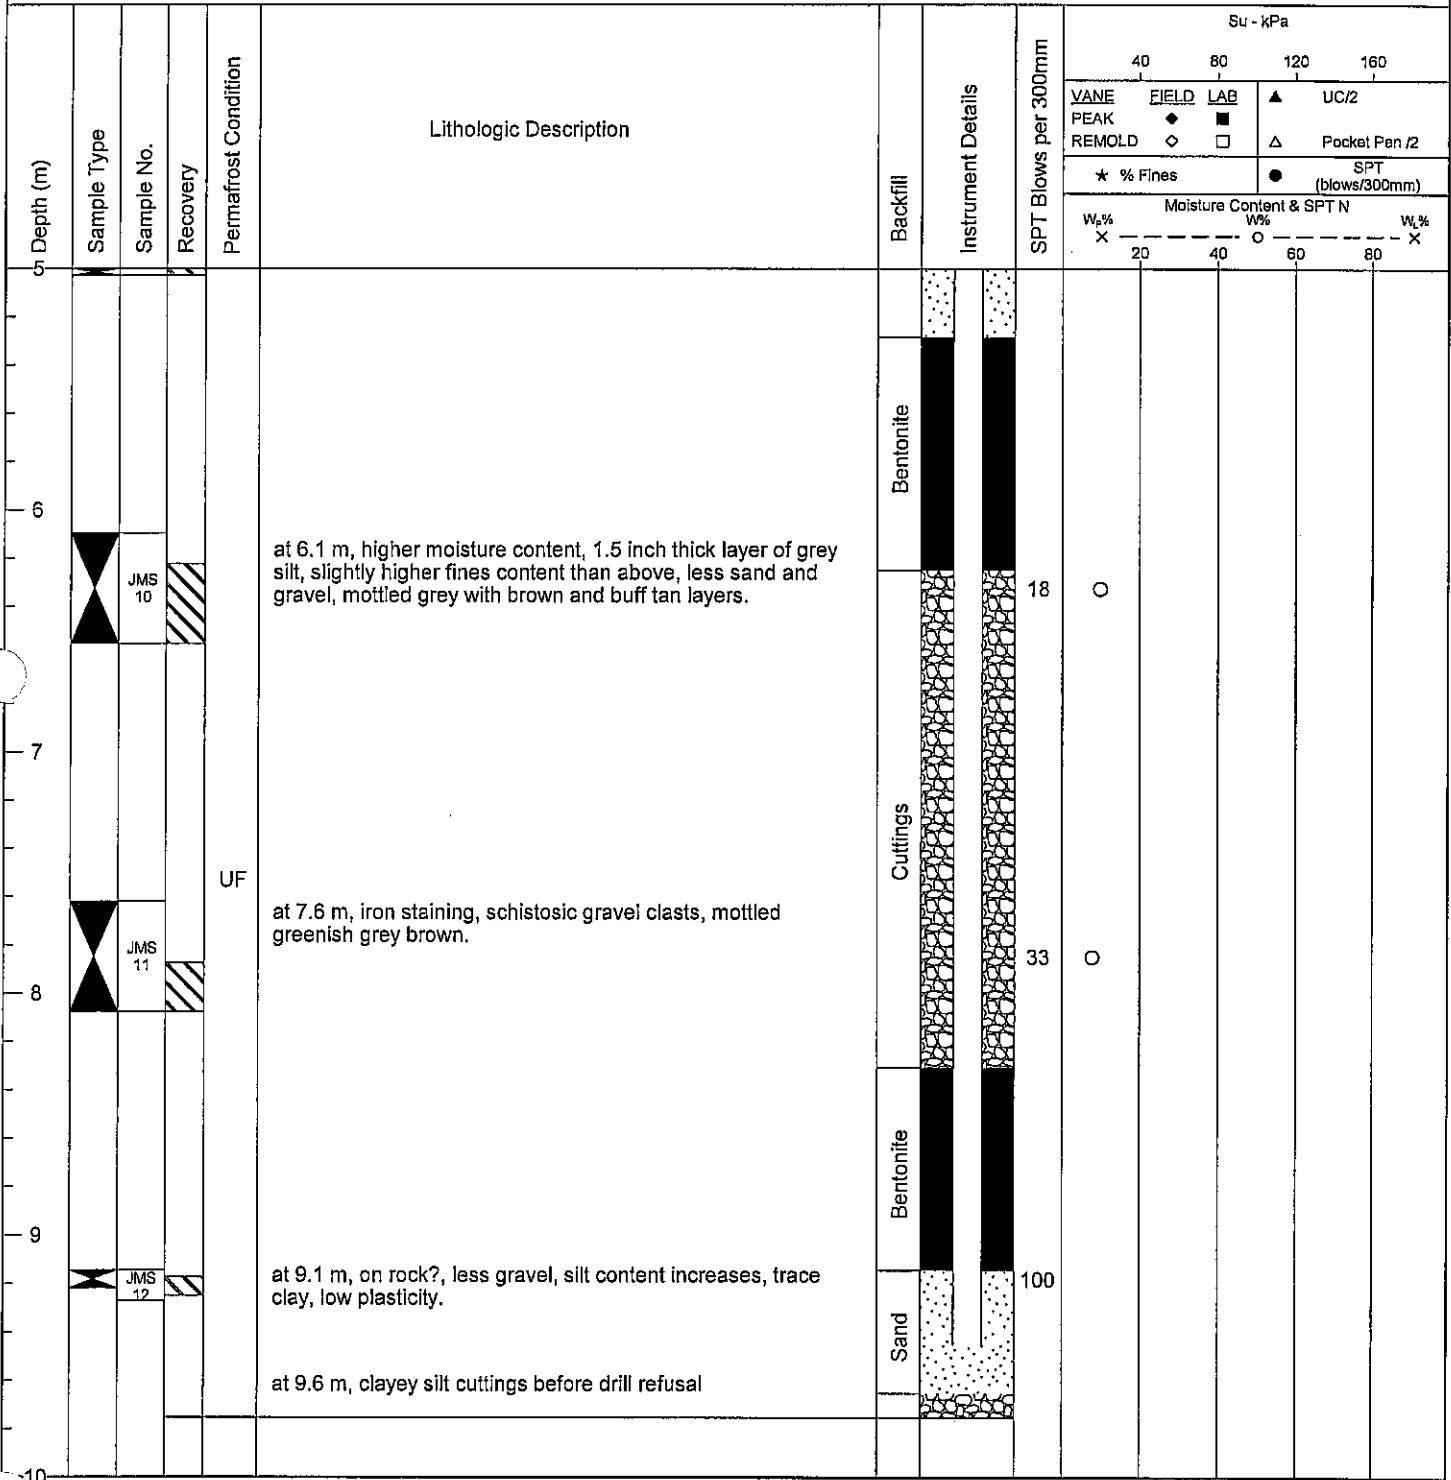 Depth (m)
Sample Type
Sample No.
Recovery
Permafrost Condition
Lithologic Description
Backfill
Instrument Details
SPT Blows per 300mm
Su - kPa
40 80 120 160
VANE FIELD LAB ▲ UC/2
PEAK ◆ ■
REMOLD ◇ □ △ Pocket Pen /2
★ % Fines ● SPT
(blows/300mm)
Moisture Content & SPT N
Wₚ% W% W_L%
20 40 60 80
5
Bentonite
6
JMS
10
at 6.1 m, higher moisture content, 1.5 inch thick layer of grey
silt, slightly higher fines content than above, less sand and
gravel, mottled grey with brown and buff tan layers.
18
7
Cuttings
UF
JMS
11
at 7.6 m, iron staining, schistosic gravel clasts, mottled
greenish grey brown.
33
8
Bentonite
9
JMS
12
at 9.1 m, on rock?, less gravel, silt content increases, trace
clay, low plasticity.
100
Sand
at 9.6 m, clayey silt cuttings before drill refusal
10